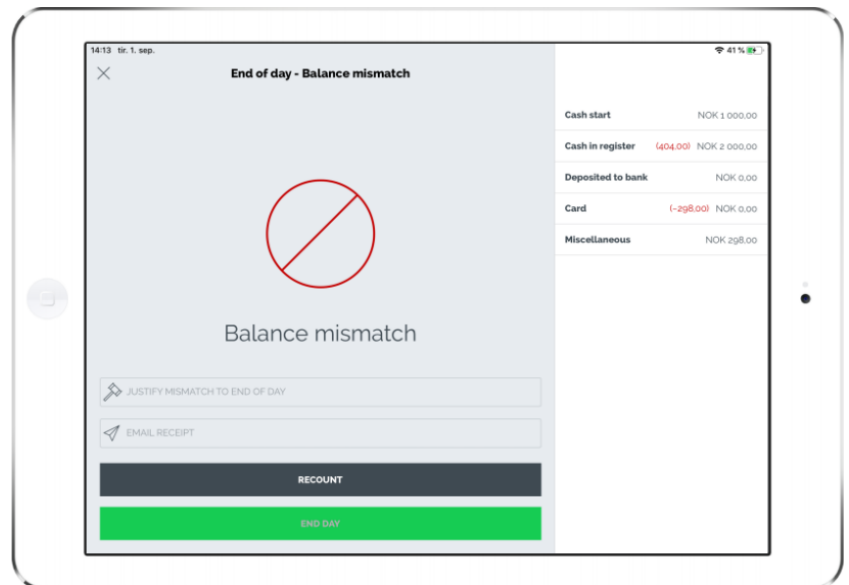 14:13 tir. 1. sep.
41 %
End of day - Balance mismatch
Balance mismatch
JUSTIFY MISMATCH TO END OF DAY
EMAIL RECEIPT
RECOUNT
END DAY
Cash start NOK 1 000,00
Cash in register (404,00) NOK 2 000,00
Deposited to bank NOK 0,00
Card (-298,00) NOK 0,00
Miscellaneous NOK 298,00